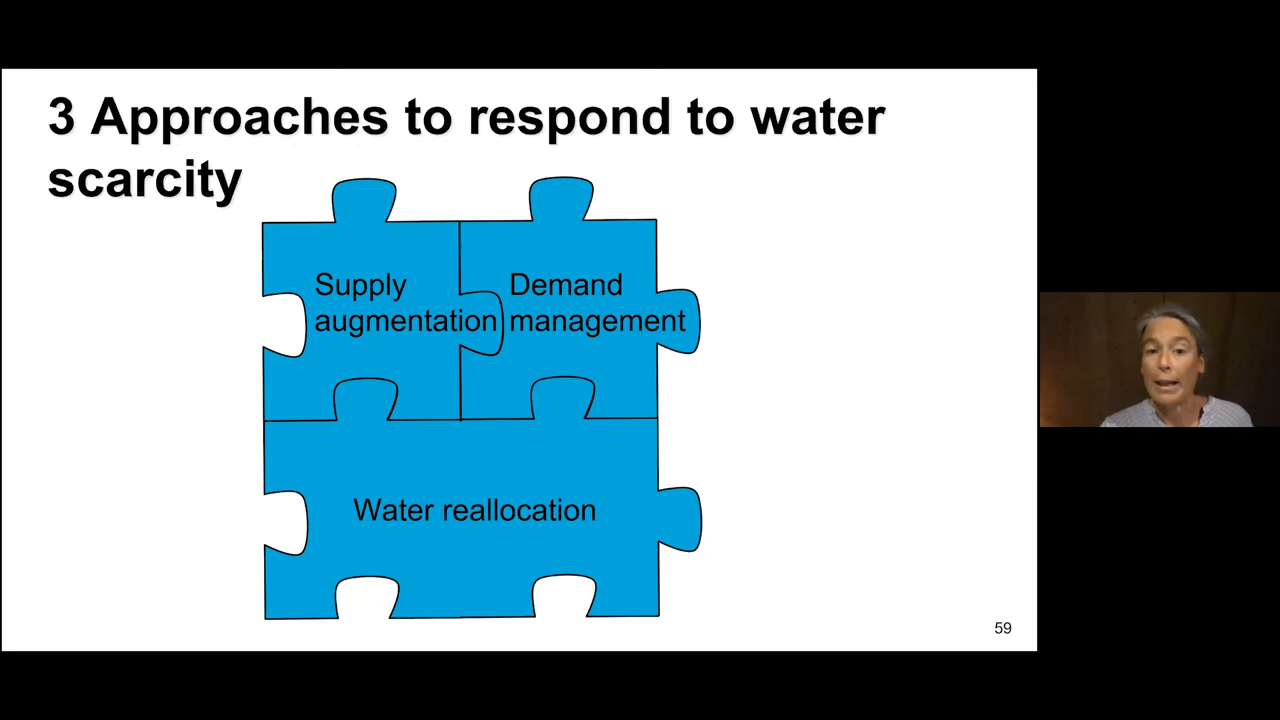 3 Approaches to respond to water
scarcity
Supply
augmentation
Demand
management
Water reallocation
59